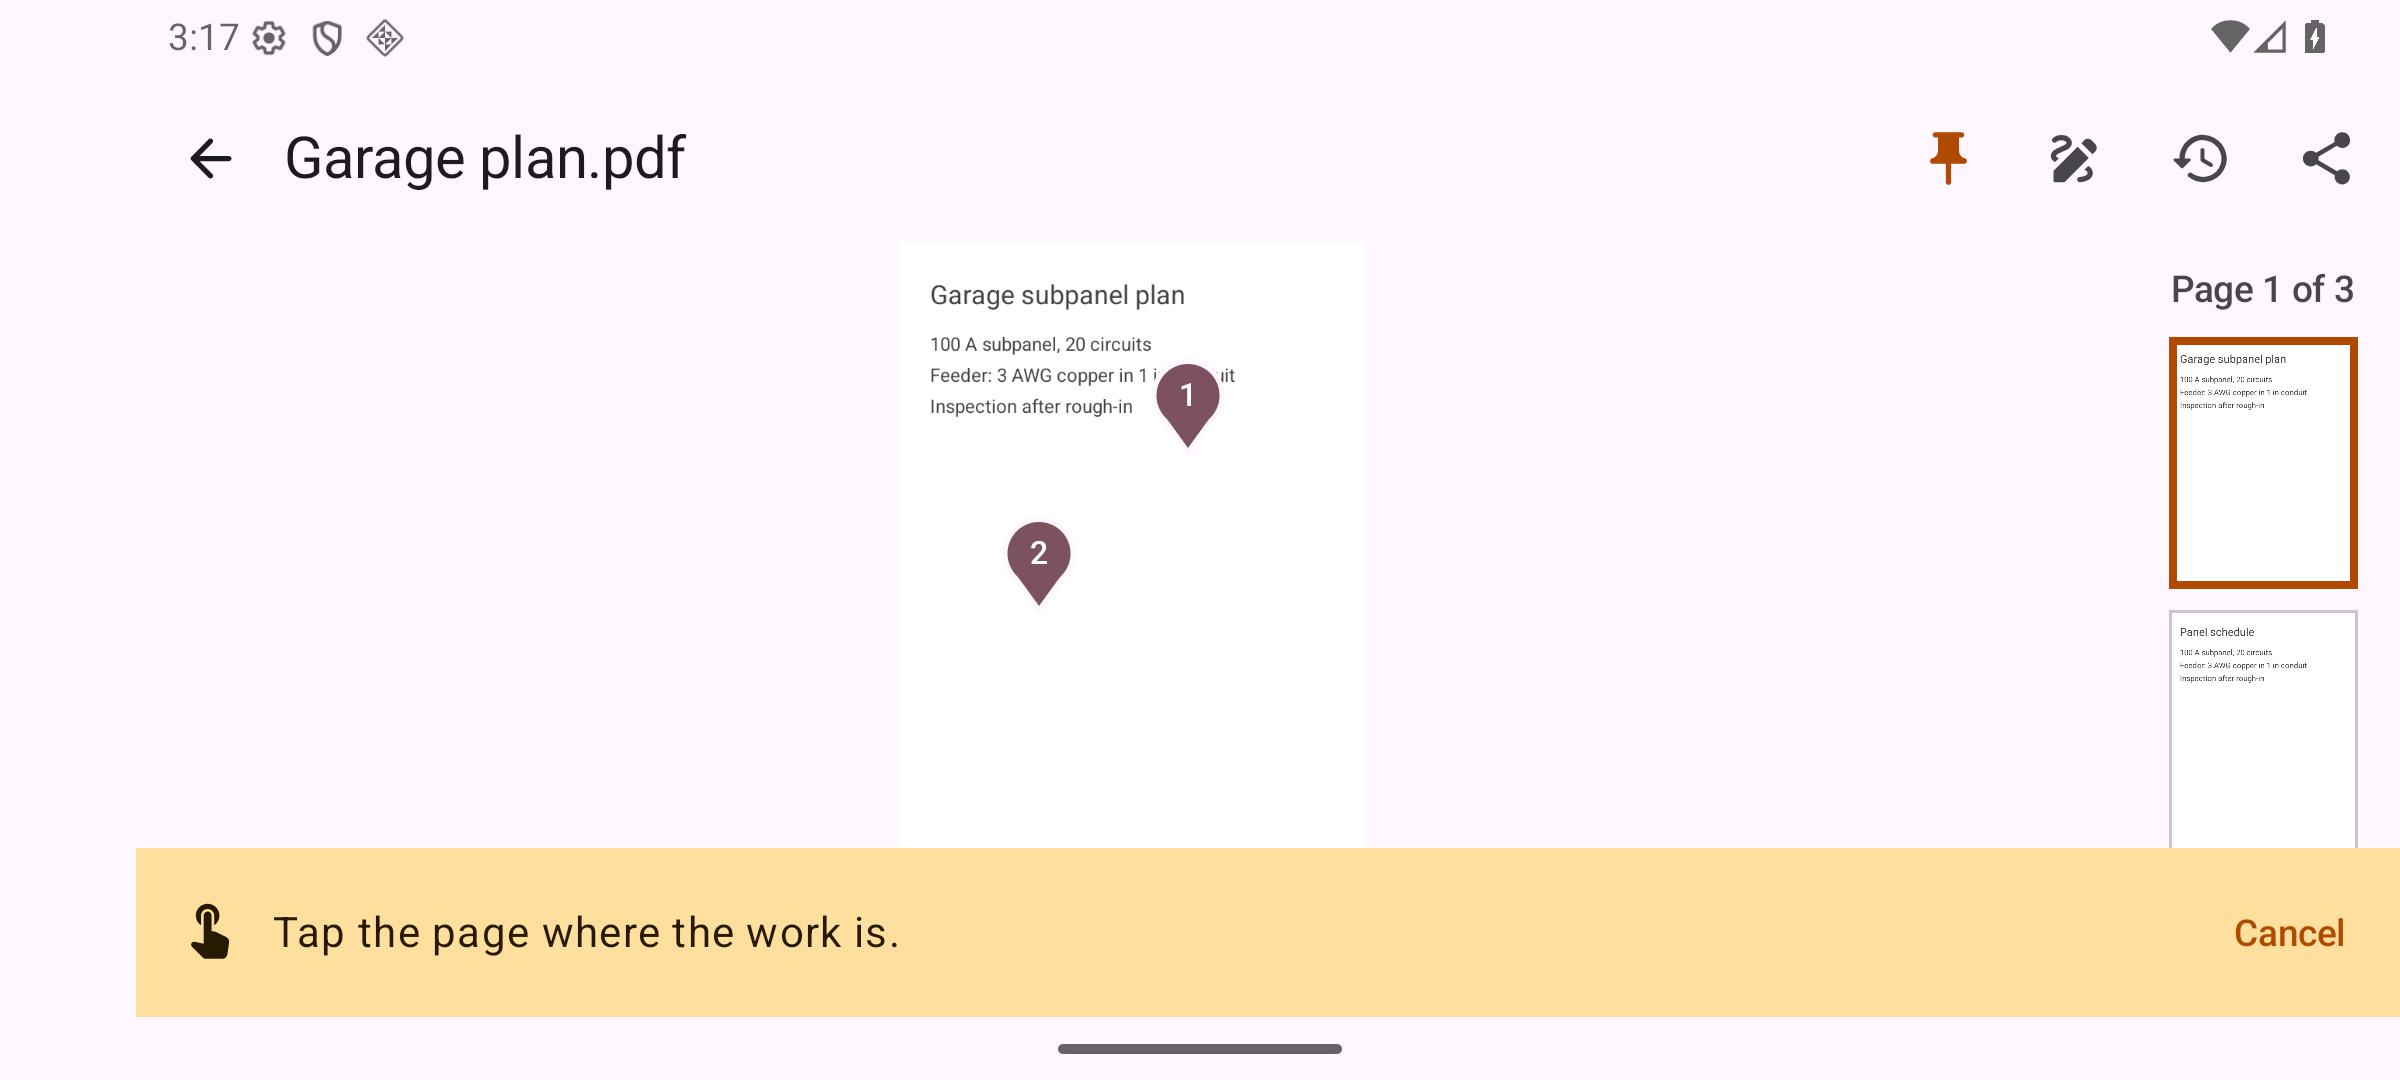 3:17
Garage plan.pdf
Garage subpanel plan
100 A subpanel, 20 circuits
Feeder: 3 AWG copper in 1
Inspection after rough-in
1
2
Page 1 of 3
Garage subpanel plan
100 A subpanel, 20 circuits
Feeder: 3 AWG copper in 1 in conduit
Inspection after rough-in
Panel schedule
100 A subpanel, 20 circuits
Feeder: 3 AWG copper in 1 in conduit
Inspection after rough-in
Tap the page where the work is.
Cancel